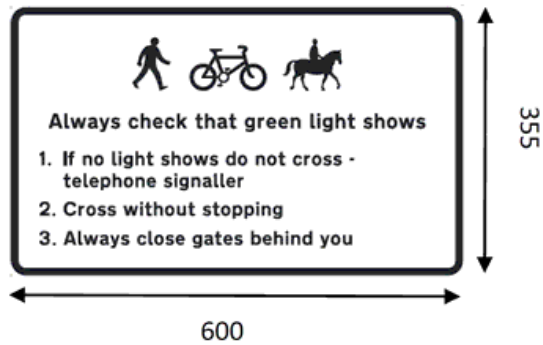 Always check that green light shows
1. If no light shows do not cross -
telephone signaller
2. Cross without stopping
3. Always close gates behind you
355
600